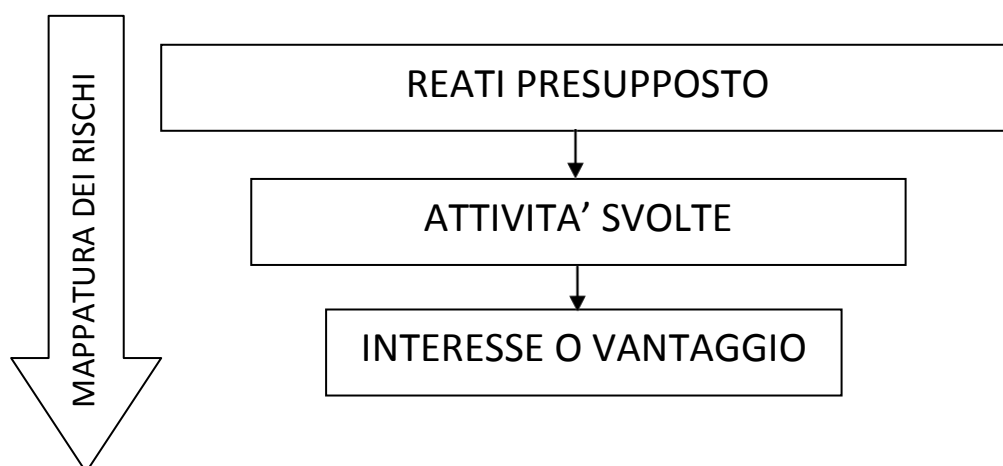 MAPPATURA DEI RISCHI
REATI PRESUPPOSTO
ATTIVITA’ SVOLTE
INTERESSE O VANTAGGIO